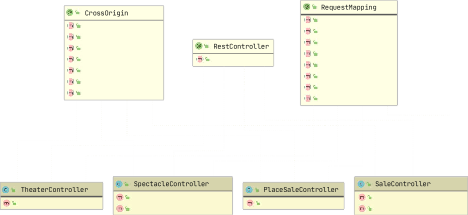 CrossOrigin
RequestMapping
RestController
TheaterController
SpectacleController
PlaceSaleController
SaleController